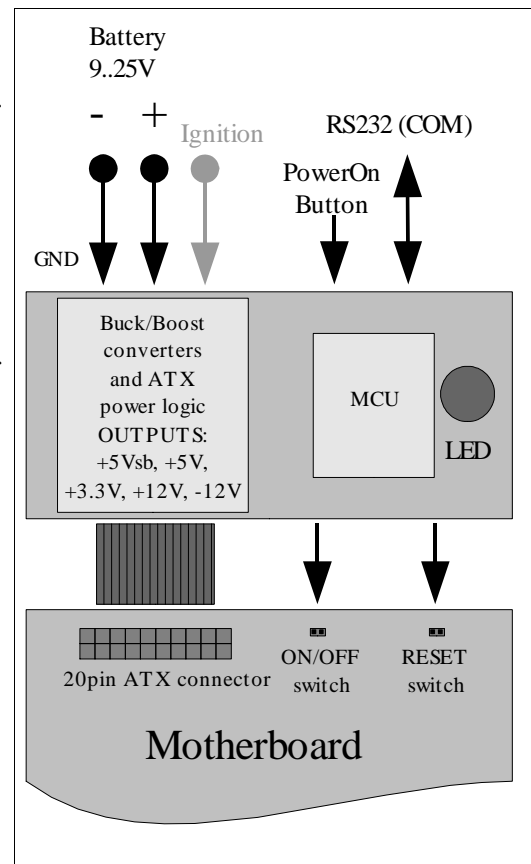 Battery
9..25V
- +
Ignition
RS232 (COM)
PowerOn
Button
GND
Buck/Boost
converters
and ATX
power logic
OUTPUTS:
+5Vsb, +5V,
+3.3V, +12V, -12V
MCU
LED
20pin ATX connector
ON/OFF
switch
RESET
switch
Motherboard